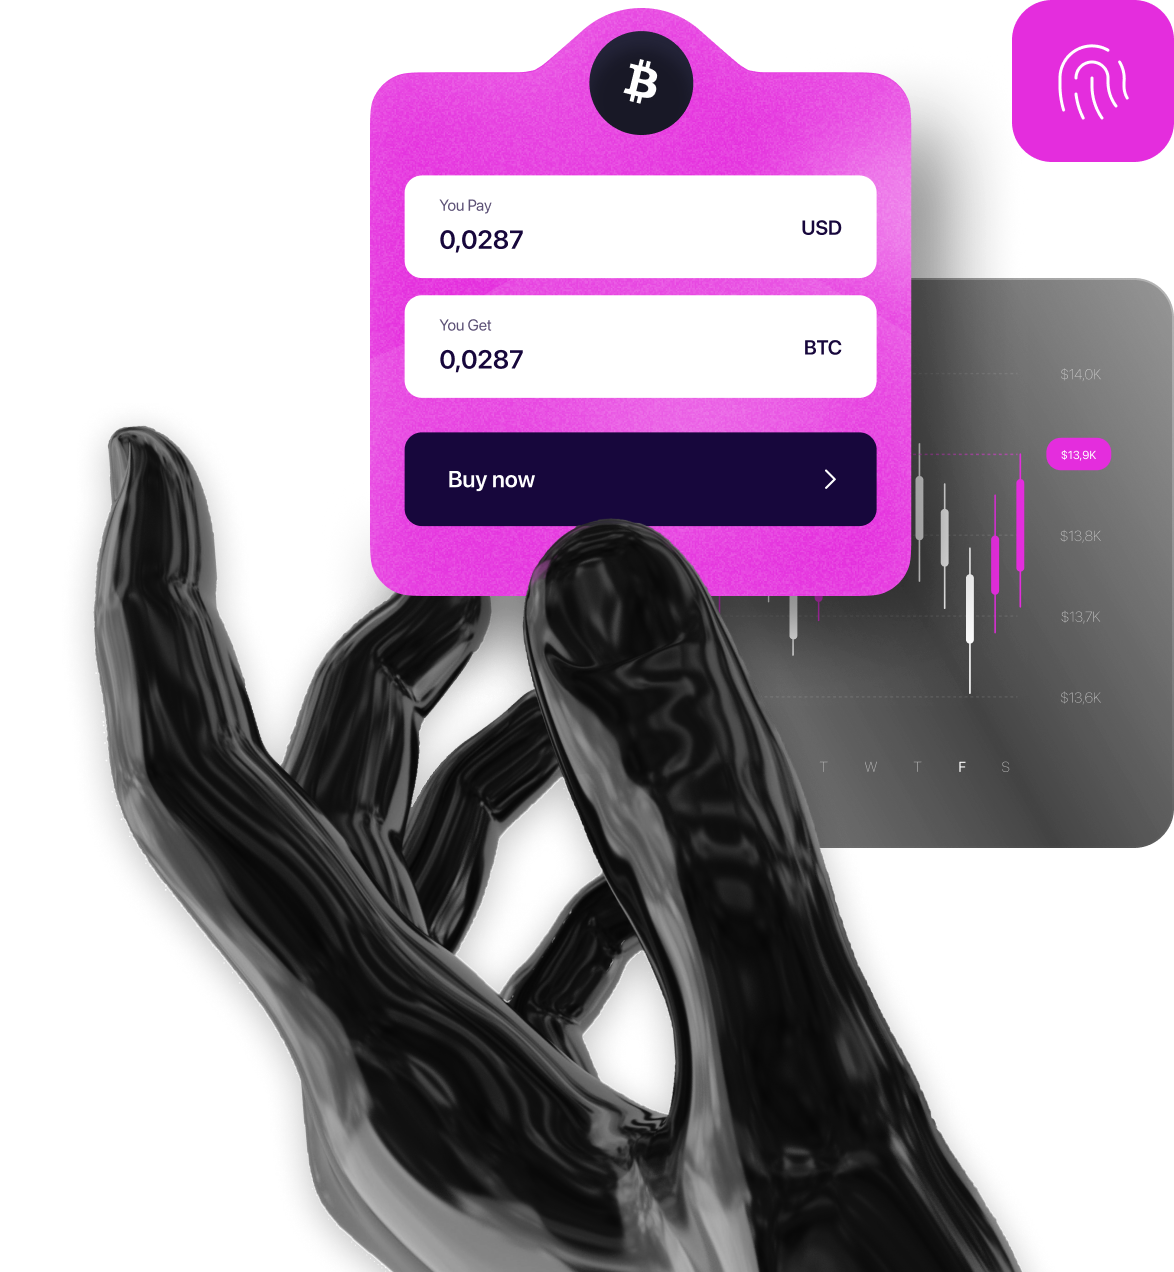 You Pay
0,0287
USD
You Get
0,0287
BTC
Buy now
$14,0K
$13,9K
$13,8K
$13,7K
$13,6K
T W T F S